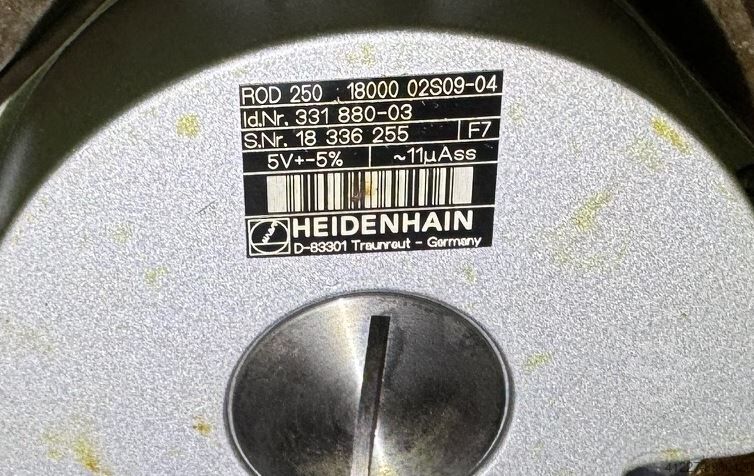 ROD 250 18000 02S09-04
Id.Nr. 331 880-03
S.Nr. 18 336 255 F7
5V+-5% ~11µAss
HEIDENHAIN
D-83301 Traunreut - Germany